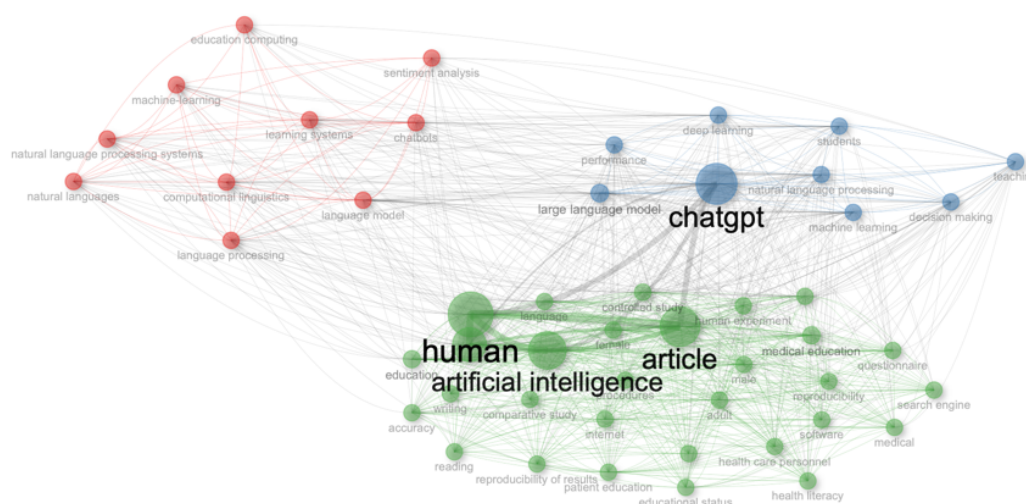 education computing
sentiment analysis
machine-learning
learning systems
chatbots
deep learning
students
natural language processing systems
performance
teaching
natural languages
computational linguistics
natural language processing
language model
large language model
chatgpt
machine learning
decision making
language processing
language
controlled study
human experiment
female
human
article
medical education
education
artificial intelligence
procedures
male
questionnaire
writing
comparative study
adult
reproducibility
search engine
accuracy
internet
software
medical
reading
reproducibility of results
patient education
educational status
health care personnel
health literacy